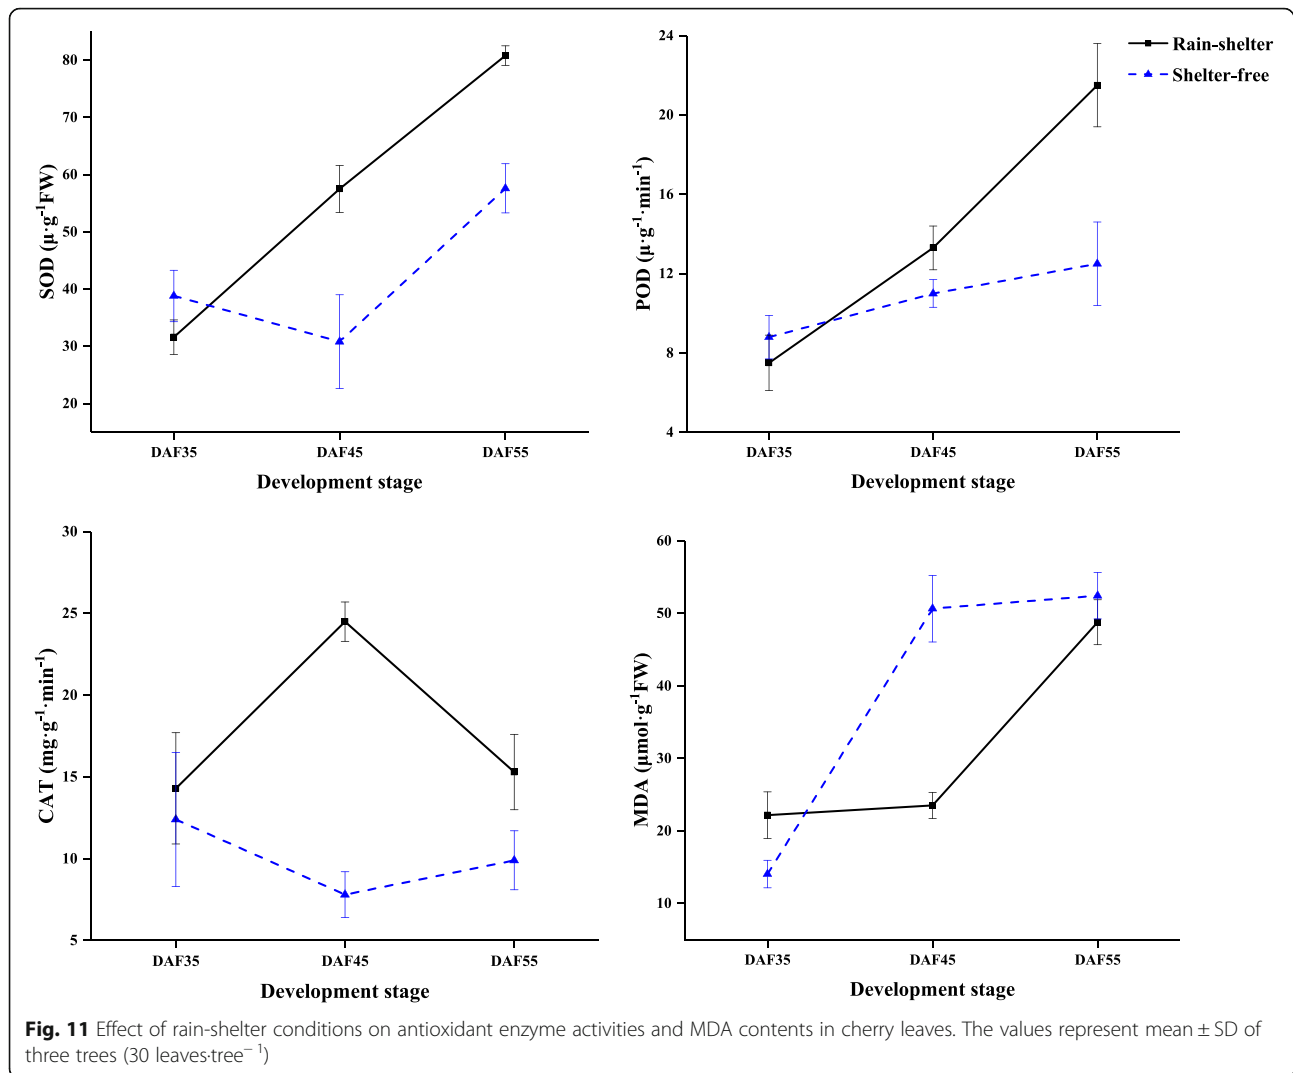 80
70
60
50
40
30
20
SOD (μ·g⁻¹FW)
DAF35 DAF45 DAF55
Development stage
24
20
16
12
8
4
POD (μ·g⁻¹·min⁻¹)
DAF35 DAF45 DAF55
Development stage
Rain-shelter
Shelter-free
30
25
20
15
10
5
CAT (mg·g⁻¹·min⁻¹)
DAF35 DAF45 DAF55
Development stage
60
50
40
30
20
10
MDA (μmol·g⁻¹FW)
DAF35 DAF45 DAF55
Development stage
Fig. 11 Effect of rain-shelter conditions on antioxidant enzyme activities and MDA contents in cherry leaves. The values represent mean ± SD of
three trees (30 leaves·tree⁻¹)